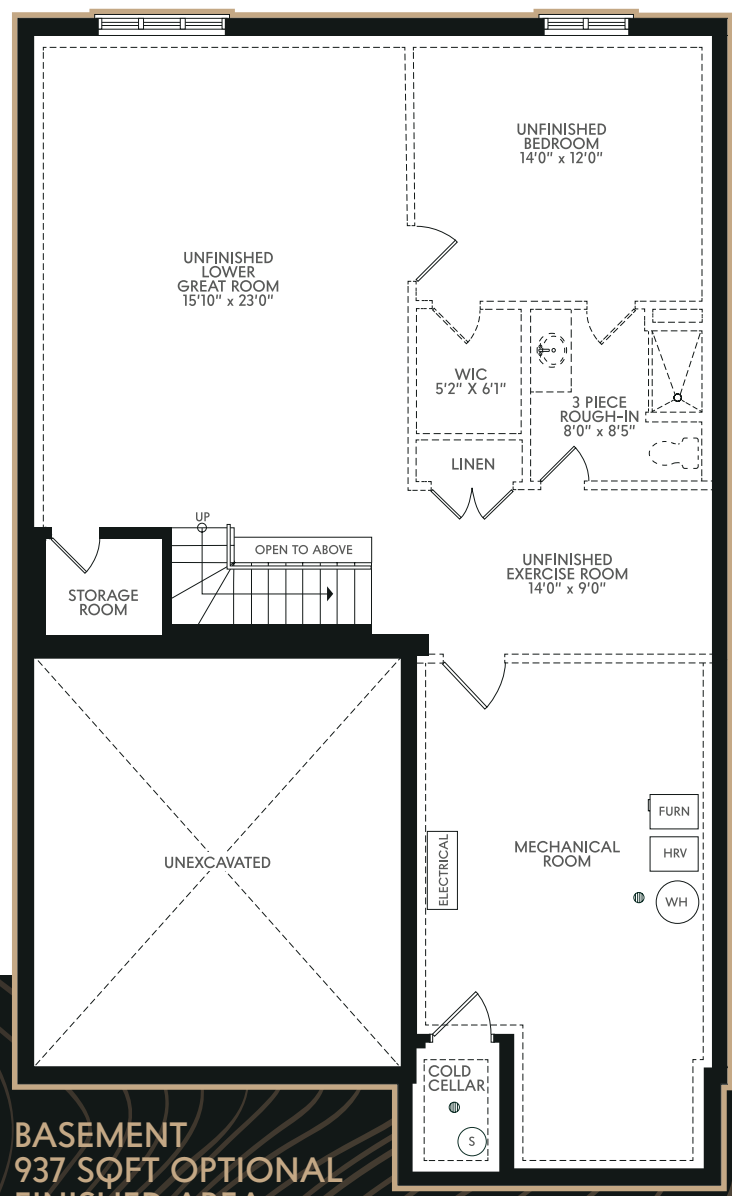 UNFINISHED
BEDROOM
14'0" x 12'0"
UNFINISHED
LOWER
GREAT ROOM
15'10" x 23'0"
WIC
5'2" X 6'1"
3 PIECE
ROUGH-IN
8'0" x 8'5"
LINEN
UP
OPEN TO ABOVE
UNFINISHED
EXERCISE ROOM
14'0" x 9'0"
STORAGE
ROOM
UNEXCAVATED
ELECTRICAL
MECHANICAL
ROOM
FURN
HRV
WH
COLD
CELLAR
S
BASEMENT
937 SQFT OPTIONAL
FINISHED AREA